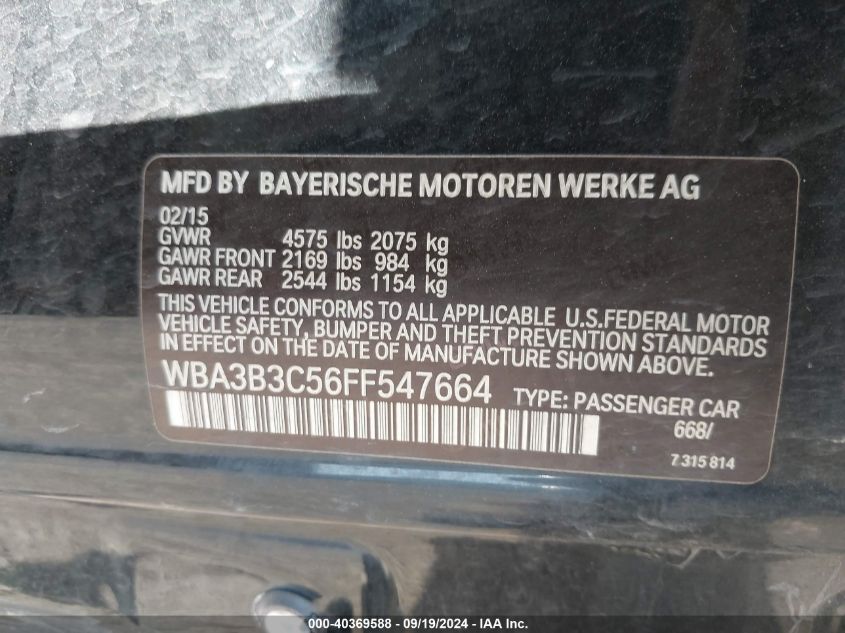 MFD BY BAYERISCHE MOTOREN WERKE AG
02/15
GVWR 4575 lbs 2075 kg
GAWR FRONT 2169 lbs 984 kg
GAWR REAR 2544 lbs 1154 kg
THIS VEHICLE CONFORMS TO ALL APPLICABLE U.S.FEDERAL MOTOR
VEHICLE SAFETY, BUMPER AND THEFT PREVENTION STANDARDS
IN EFFECT ON THE DATE OF MANUFACTURE SHOWN ABOVE.
WBA3B3C56FF547664 TYPE: PASSENGER CAR
668/
7 315 814
000-40369588 - 09/19/2024 - IAA Inc.